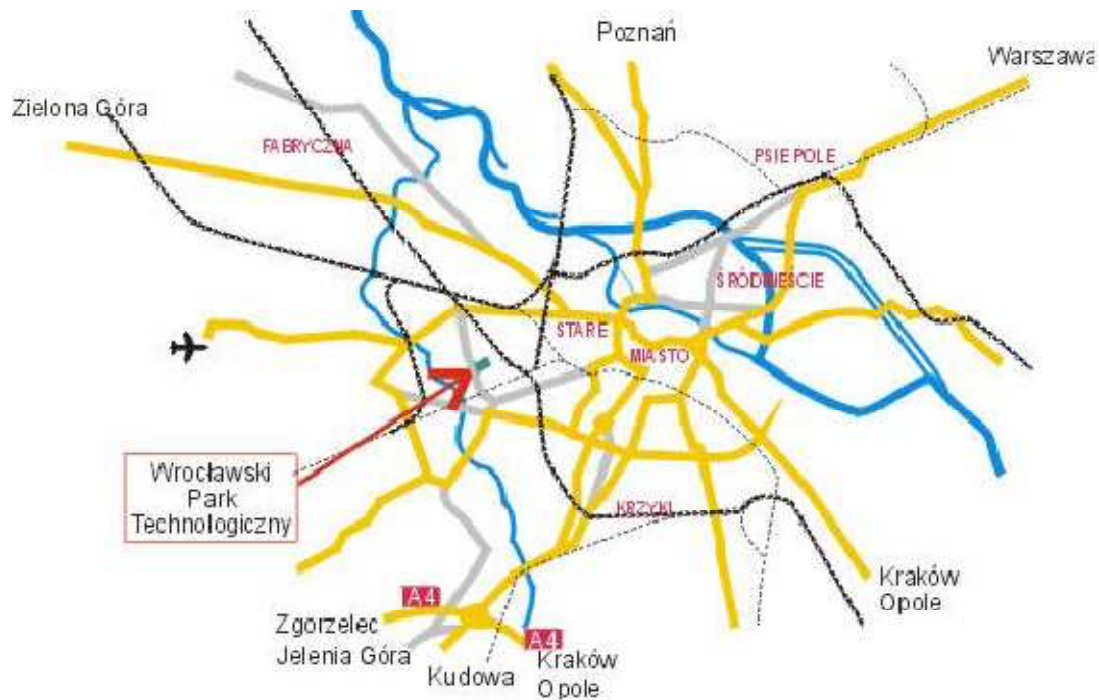 Poznań
Warszawa
Zielona Góra
FABRYCZNA
PSIE POLE
ŚRÓDMIEŚCIE
STARE
MIASTO
Wrocławski
Park
Technologiczny
KRZYKI
Kraków
Opole
A4
Zgorzelec
Jelenia Góra
A4
Kudowa
Kraków
Opole